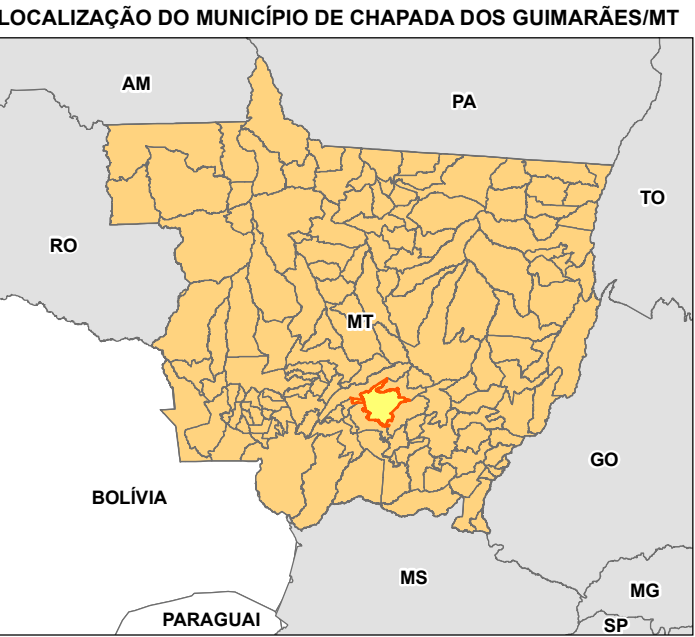 LOCALIZAÇÃO DO MUNICÍPIO DE CHAPADA DOS GUIMARÃES/MT
AM
PA
TO
RO
MT
GO
BOLÍVIA
MS
MG
PARAGUAI
SP